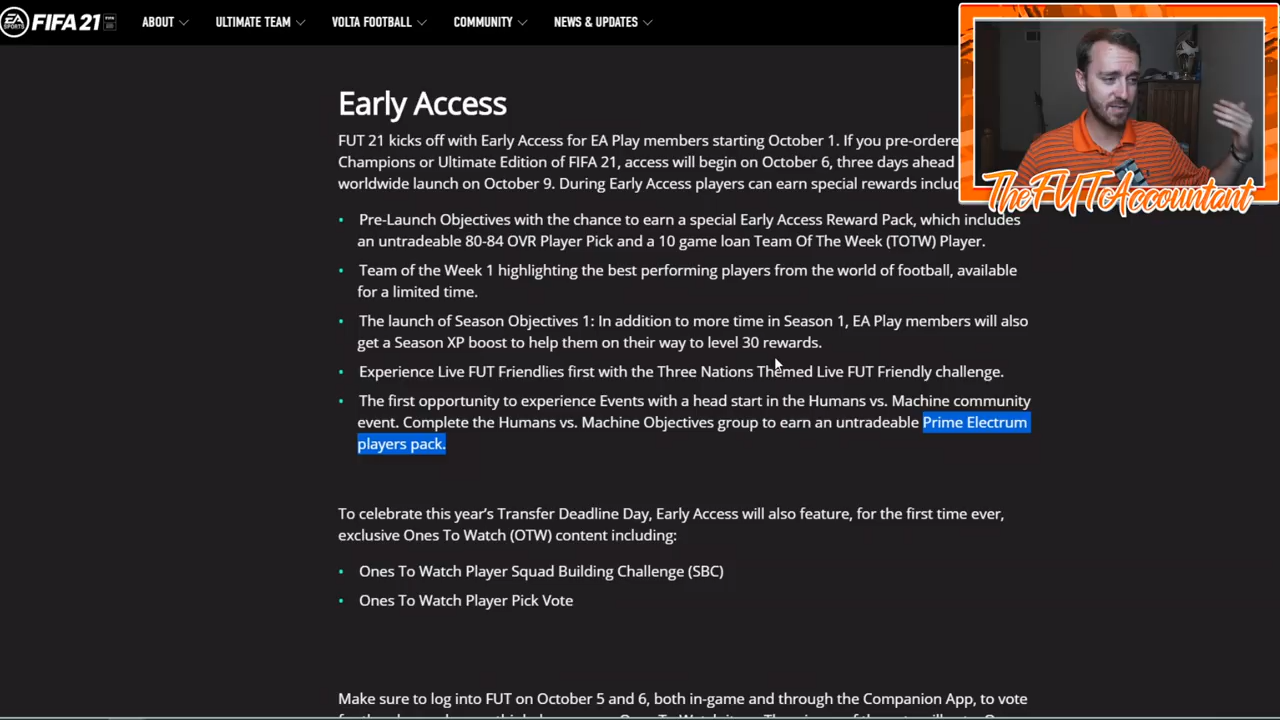 EA SPORTS FIFA 21
ABOUT ULTIMATE TEAM VOLTA FOOTBALL COMMUNITY NEWS & UPDATES
TheFUTAccountant
Early Access
FUT 21 kicks off with Early Access for EA Play members starting October 1. If you pre-ordere
Champions or Ultimate Edition of FIFA 21, access will begin on October 6, three days ahead
worldwide launch on October 9. During Early Access players can earn special rewards inclu
• Pre-Launch Objectives with the chance to earn a special Early Access Reward Pack, which includes
an untradeable 80-84 OVR Player Pick and a 10 game loan Team Of The Week (TOTW) Player.
• Team of the Week 1 highlighting the best performing players from the world of football, available
for a limited time.
• The launch of Season Objectives 1: In addition to more time in Season 1, EA Play members will also
get a Season XP boost to help them on their way to level 30 rewards.
• Experience Live FUT Friendlies first with the Three Nations Themed Live FUT Friendly challenge.
• The first opportunity to experience Events with a head start in the Humans vs. Machine community
event. Complete the Humans vs. Machine Objectives group to earn an untradeable Prime Electrum
players pack.
To celebrate this year's Transfer Deadline Day, Early Access will also feature, for the first time ever,
exclusive Ones To Watch (OTW) content including:
• Ones To Watch Player Squad Building Challenge (SBC)
• Ones To Watch Player Pick Vote
Make sure to log into FUT on October 5 and 6, both in-game and through the Companion App, to vote